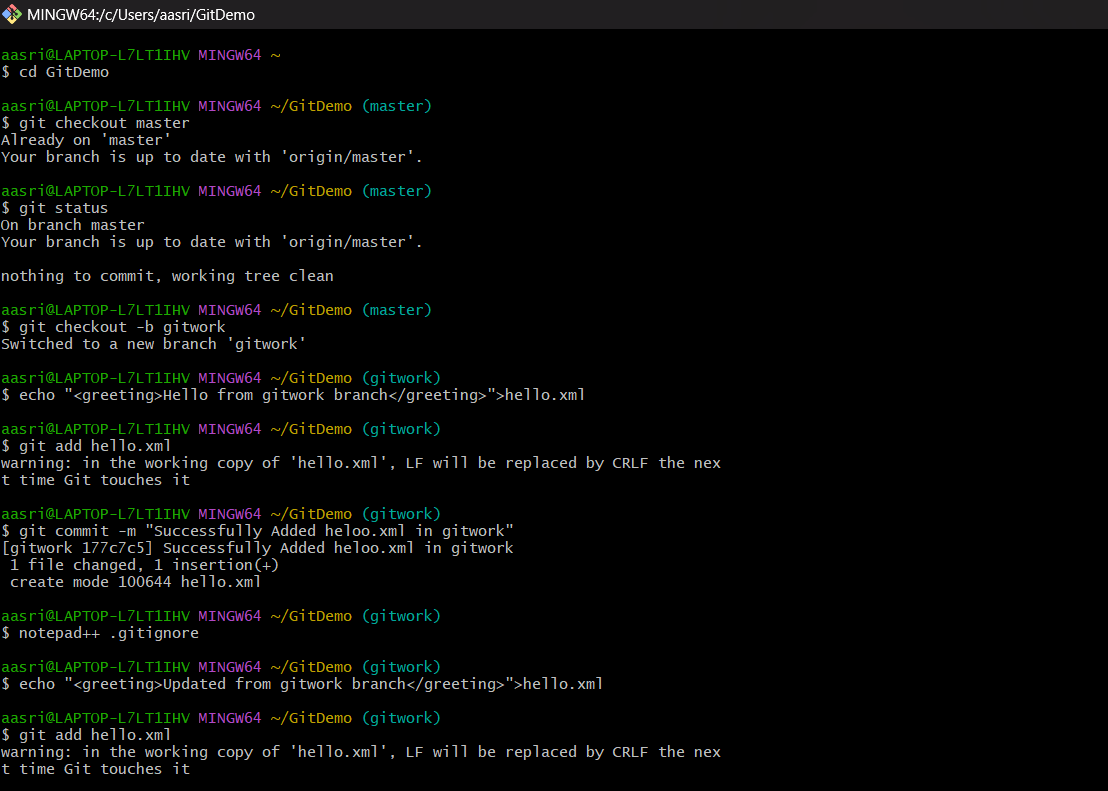 MINGW64:/c/Users/aasri/GitDemo
aasri@LAPTOP-L7LT1IHV MINGW64 ~
$ cd GitDemo
aasri@LAPTOP-L7LT1IHV MINGW64 ~/GitDemo (master)
$ git checkout master
Already on 'master'
Your branch is up to date with 'origin/master'.
aasri@LAPTOP-L7LT1IHV MINGW64 ~/GitDemo (master)
$ git status
On branch master
Your branch is up to date with 'origin/master'.
nothing to commit, working tree clean
aasri@LAPTOP-L7LT1IHV MINGW64 ~/GitDemo (master)
$ git checkout -b gitwork
Switched to a new branch 'gitwork'
aasri@LAPTOP-L7LT1IHV MINGW64 ~/GitDemo (gitwork)
$ echo "<greeting>Hello from gitwork branch</greeting>">hello.xml
aasri@LAPTOP-L7LT1IHV MINGW64 ~/GitDemo (gitwork)
$ git add hello.xml
warning: in the working copy of 'hello.xml', LF will be replaced by CRLF the nex
t time Git touches it
aasri@LAPTOP-L7LT1IHV MINGW64 ~/GitDemo (gitwork)
$ git commit -m "Successfully Added heloo.xml in gitwork"
[gitwork 177c7c5] Successfully Added heloo.xml in gitwork
 1 file changed, 1 insertion(+)
 create mode 100644 hello.xml
aasri@LAPTOP-L7LT1IHV MINGW64 ~/GitDemo (gitwork)
$ notepad++ .gitignore
aasri@LAPTOP-L7LT1IHV MINGW64 ~/GitDemo (gitwork)
$ echo "<greeting>Updated from gitwork branch</greeting>">hello.xml
aasri@LAPTOP-L7LT1IHV MINGW64 ~/GitDemo (gitwork)
$ git add hello.xml
warning: in the working copy of 'hello.xml', LF will be replaced by CRLF the nex
t time Git touches it